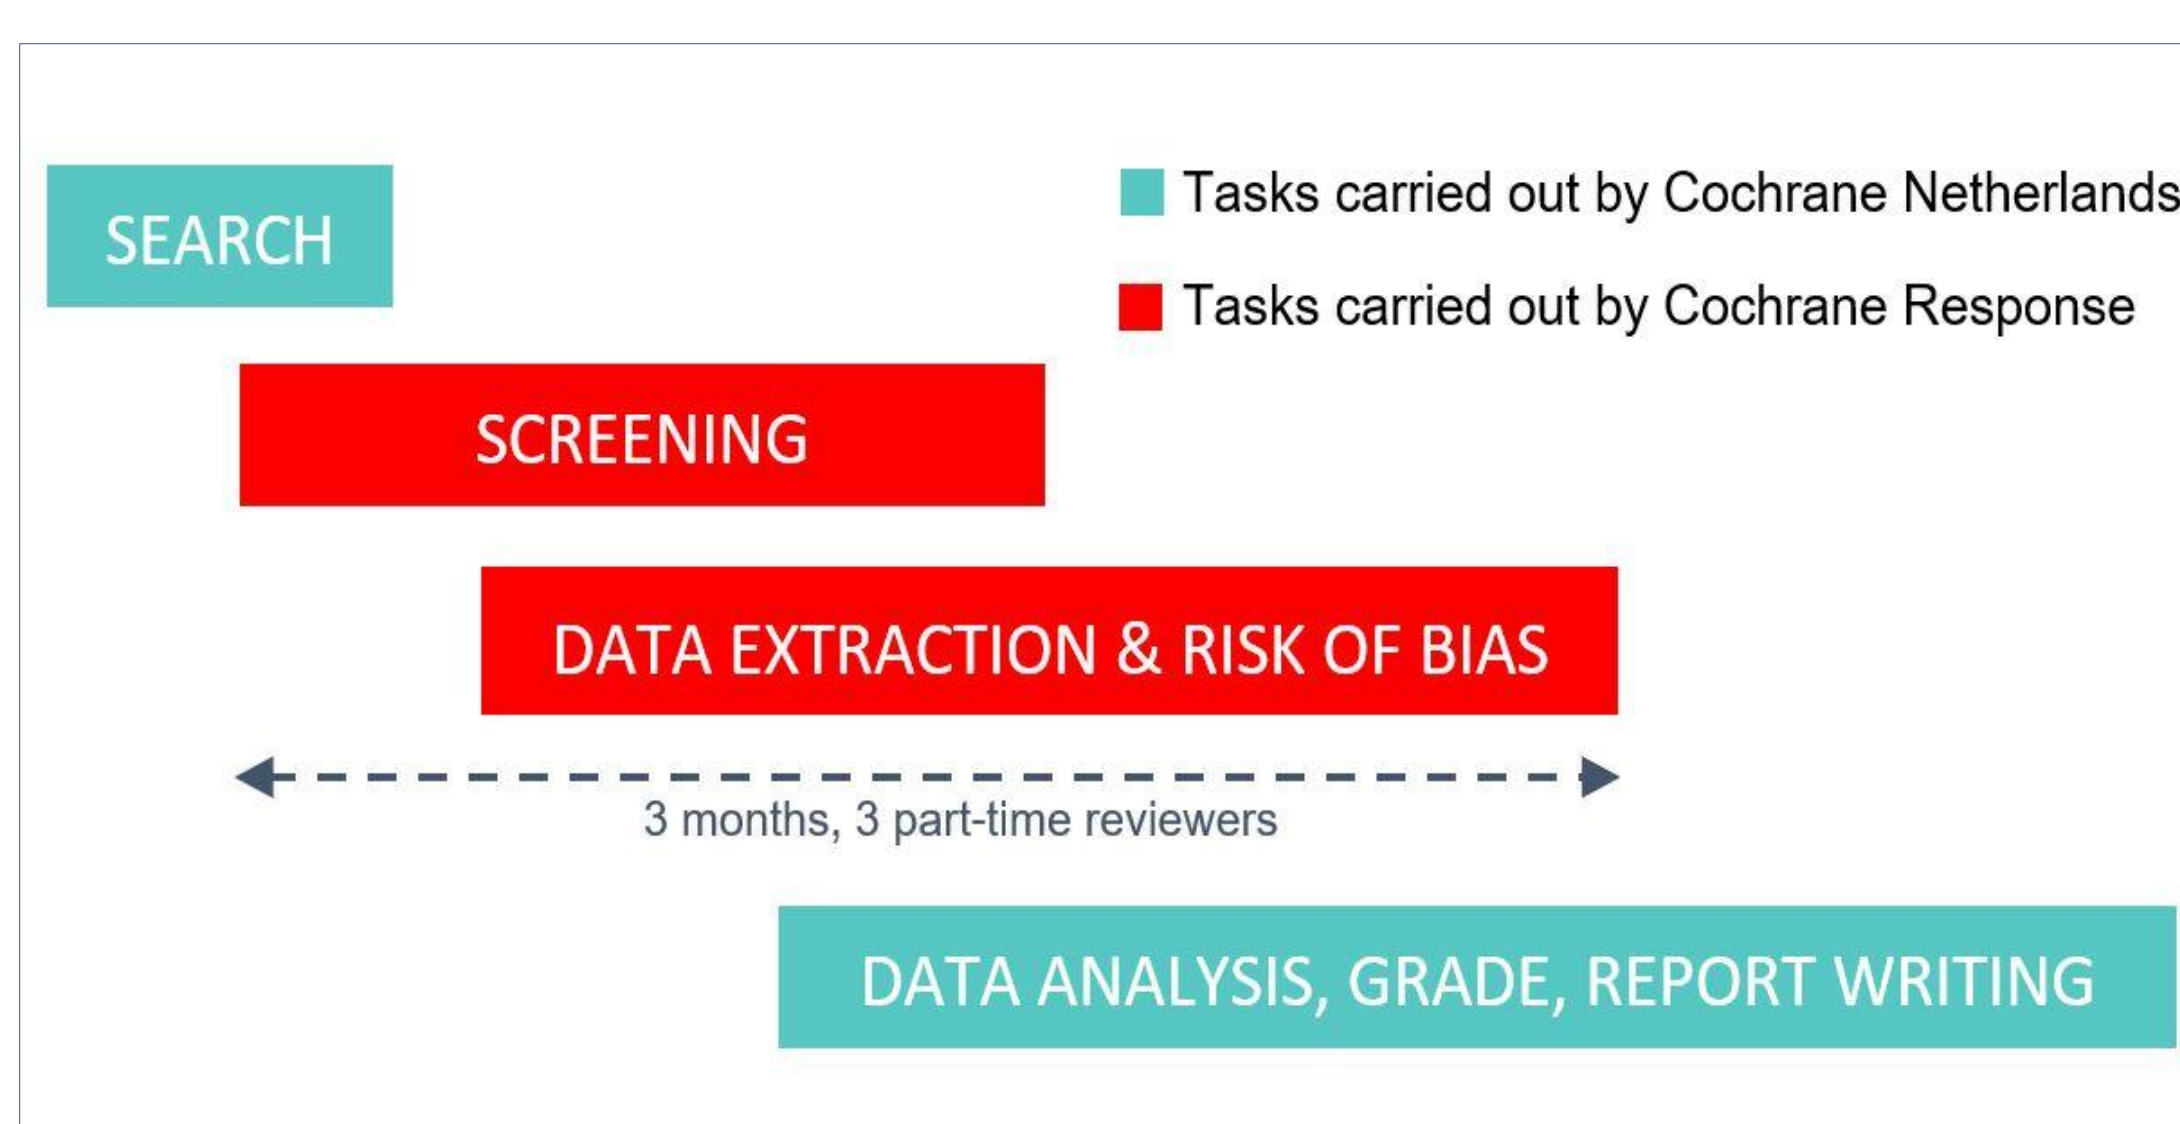 SEARCH
Tasks carried out by Cochrane Netherlands
Tasks carried out by Cochrane Response
SCREENING
DATA EXTRACTION & RISK OF BIAS
3 months, 3 part-time reviewers
DATA ANALYSIS, GRADE, REPORT WRITING